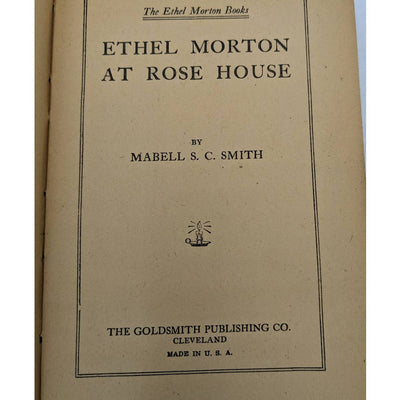 The Ethel Morton Books
ETHEL MORTON
AT ROSE HOUSE
BY
MABELL S. C. SMITH
THE GOLDSMITH PUBLISHING CO.
CLEVELAND
MADE IN U. S. A.